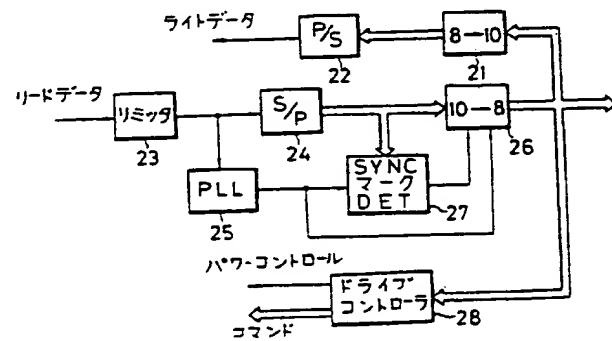 ライトデータ
P/S
22
8→10
21
リードデータ
リミッタ
23
S/P
24
10→8
26
PLL
25
SYNC
マーク
DET
27
パワーコントロール
ドライブ
コントローラ
28
コマンド